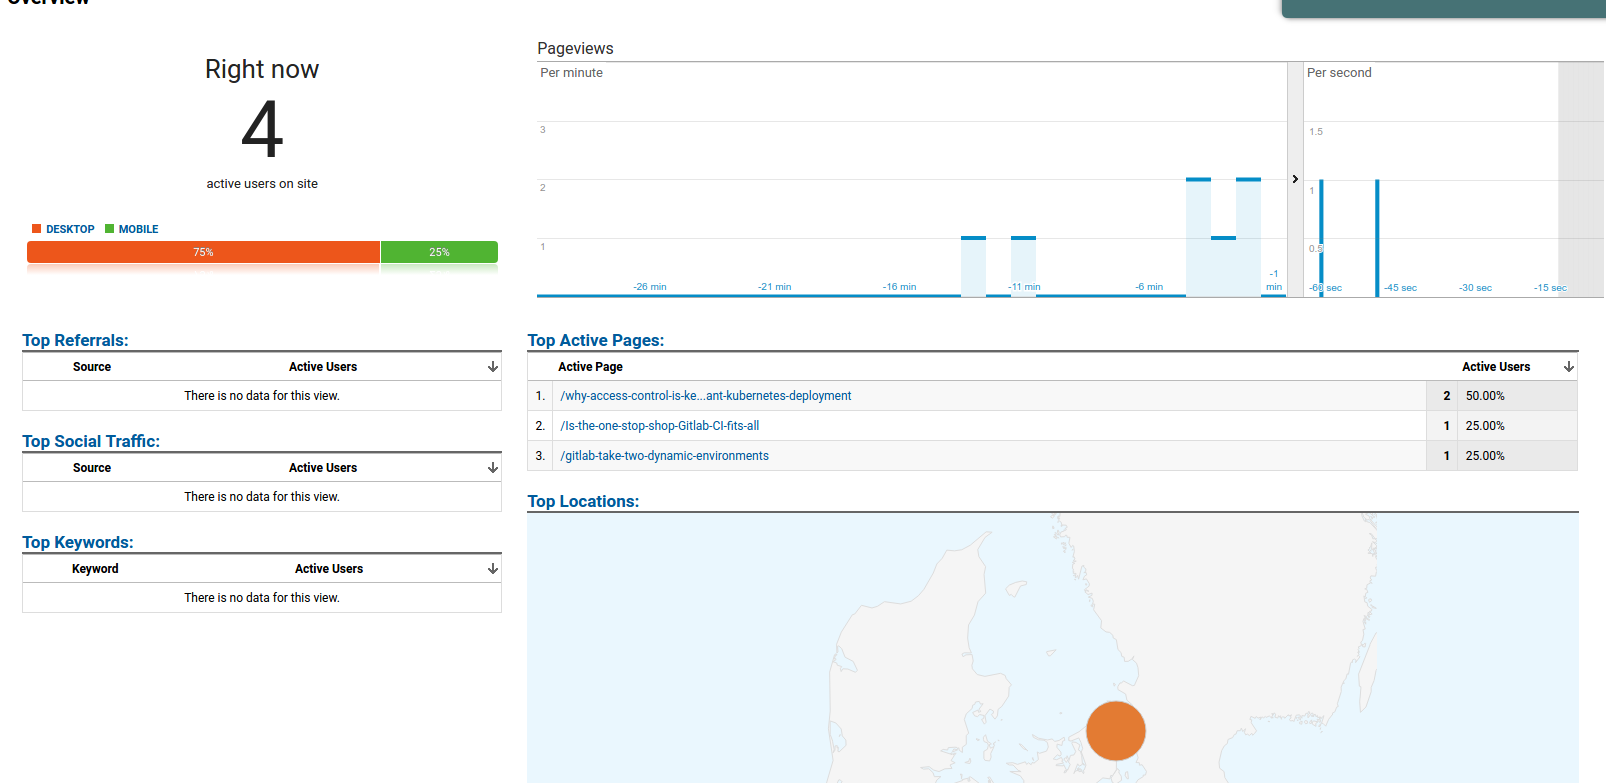 Overview
Right now
4
active users on site
DESKTOP MOBILE
75% 25%
Pageviews
Per minute
3
2
1
-26 min -21 min -16 min -11 min -6 min -1 min
Per second
1.5
1
0.5
-60 sec -45 sec -30 sec -15 sec
Top Referrals:
Source Active Users
There is no data for this view.
Top Social Traffic:
Source Active Users
There is no data for this view.
Top Keywords:
Keyword Active Users
There is no data for this view.
Top Active Pages:
Active Page Active Users
1. /why-access-control-is-ke...ant-kubernetes-deployment 2 50.00%
2. /Is-the-one-stop-shop-Gitlab-CI-fits-all 1 25.00%
3. /gitlab-take-two-dynamic-environments 1 25.00%
Top Locations: